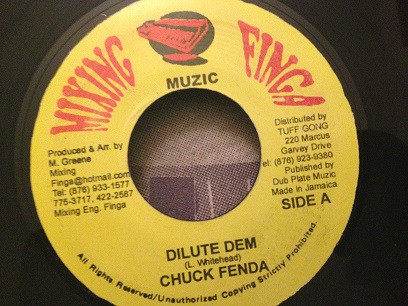 MIXING FINGA
MUZIC
Produced & Arr. by
M. Greene
Mixing
Finga@hotmail.com
Tel: (876) 933-1577
775-3717, 422-2587
Mixing Eng. Finga
Distributed by
TUFF GONG
220 Marcus
Garvey Drive
tel: (876) 923-9380
Published by
Dub Plate Muzic
Made in Jamaica
SIDE A
DILUTE DEM
(L. Whitehead)
CHUCK FENDA
All Rights Reserved/Unauthorized Copying Strictly Prohibited.